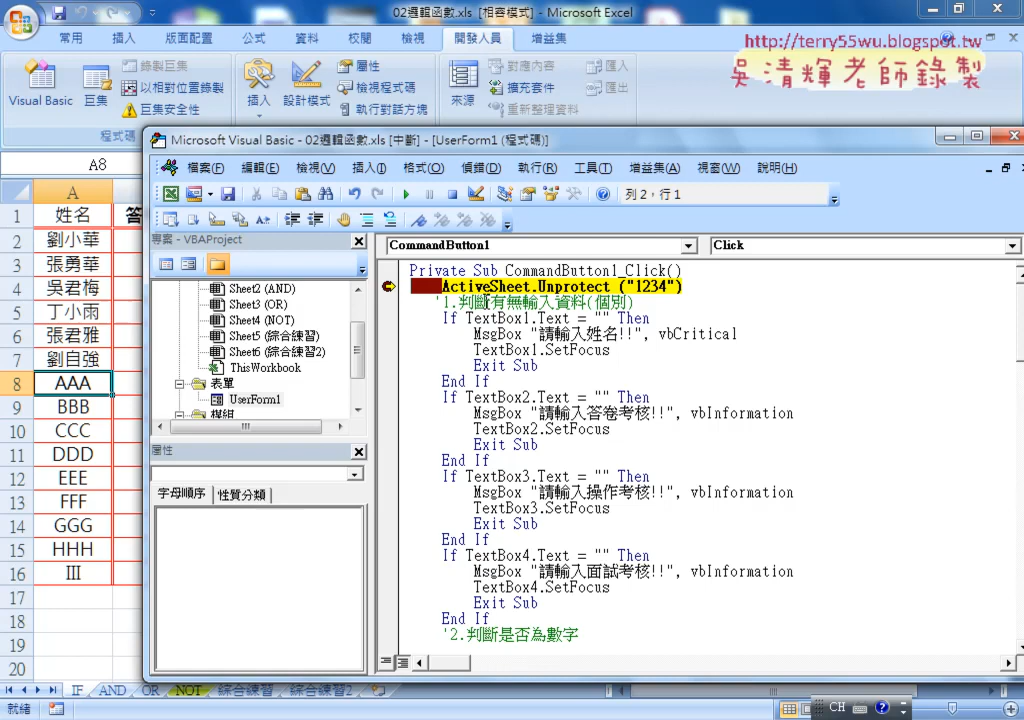 02邏輯函數.xls [相容模式] - Microsoft Excel
常用 插入 版面配置 公式 資料 校閱 檢視 開發人員 增益集
http://terry55wu.blogspot.tw
吳清輝老師錄製
Visual Basic 巨集 錄製巨集 以相對位置錄製 巨集安全性
插入 設計模式 屬性 檢視程式碼 執行對話方塊
來源 對應內容 擴充套件 重新整理資料 匯入 匯出
程式碼
A8
Microsoft Visual Basic - 02邏輯函數.xls [中斷] - [UserForm1 (程式碼)]
檔案(F) 編輯(E) 檢視(V) 插入(I) 格式(O) 偵錯(D) 執行(R) 工具(T) 增益集(A) 視窗(W) 說明(H)
列 2，行 1
專案 - VBAProject
Sheet2 (AND)
Sheet3 (OR)
Sheet4 (NOT)
Sheet5 (綜合練習)
Sheet6 (綜合練習2)
ThisWorkbook
表單
UserForm1
模組
屬性
字母順序 性質分類
CommandButton1 Click
Private Sub CommandButton1_Click()
ActiveSheet.Unprotect ("1234")
'1.判斷有無輸入資料(個別)
If TextBox1.Text = "" Then
MsgBox "請輸入姓名!!", vbCritical
TextBox1.SetFocus
Exit Sub
End If
If TextBox2.Text = "" Then
MsgBox "請輸入答卷考核!!", vbInformation
TextBox2.SetFocus
Exit Sub
End If
If TextBox3.Text = "" Then
MsgBox "請輸入操作考核!!", vbInformation
TextBox3.SetFocus
Exit Sub
End If
If TextBox4.Text = "" Then
MsgBox "請輸入面試考核!!", vbInformation
TextBox4.SetFocus
Exit Sub
End If
'2.判斷是否為數字
A
1 姓名 答
2 劉小華
3 張勇華
4 吳君梅
5 丁小雨
6 張君雅
7 劉自強
8 AAA
9 BBB
10 CCC
11 DDD
12 EEE
13 FFF
14 GGG
15 HHH
16 III
17
18
19
20
IF AND OR NOT 綜合練習 綜合練習2
就緒
CH